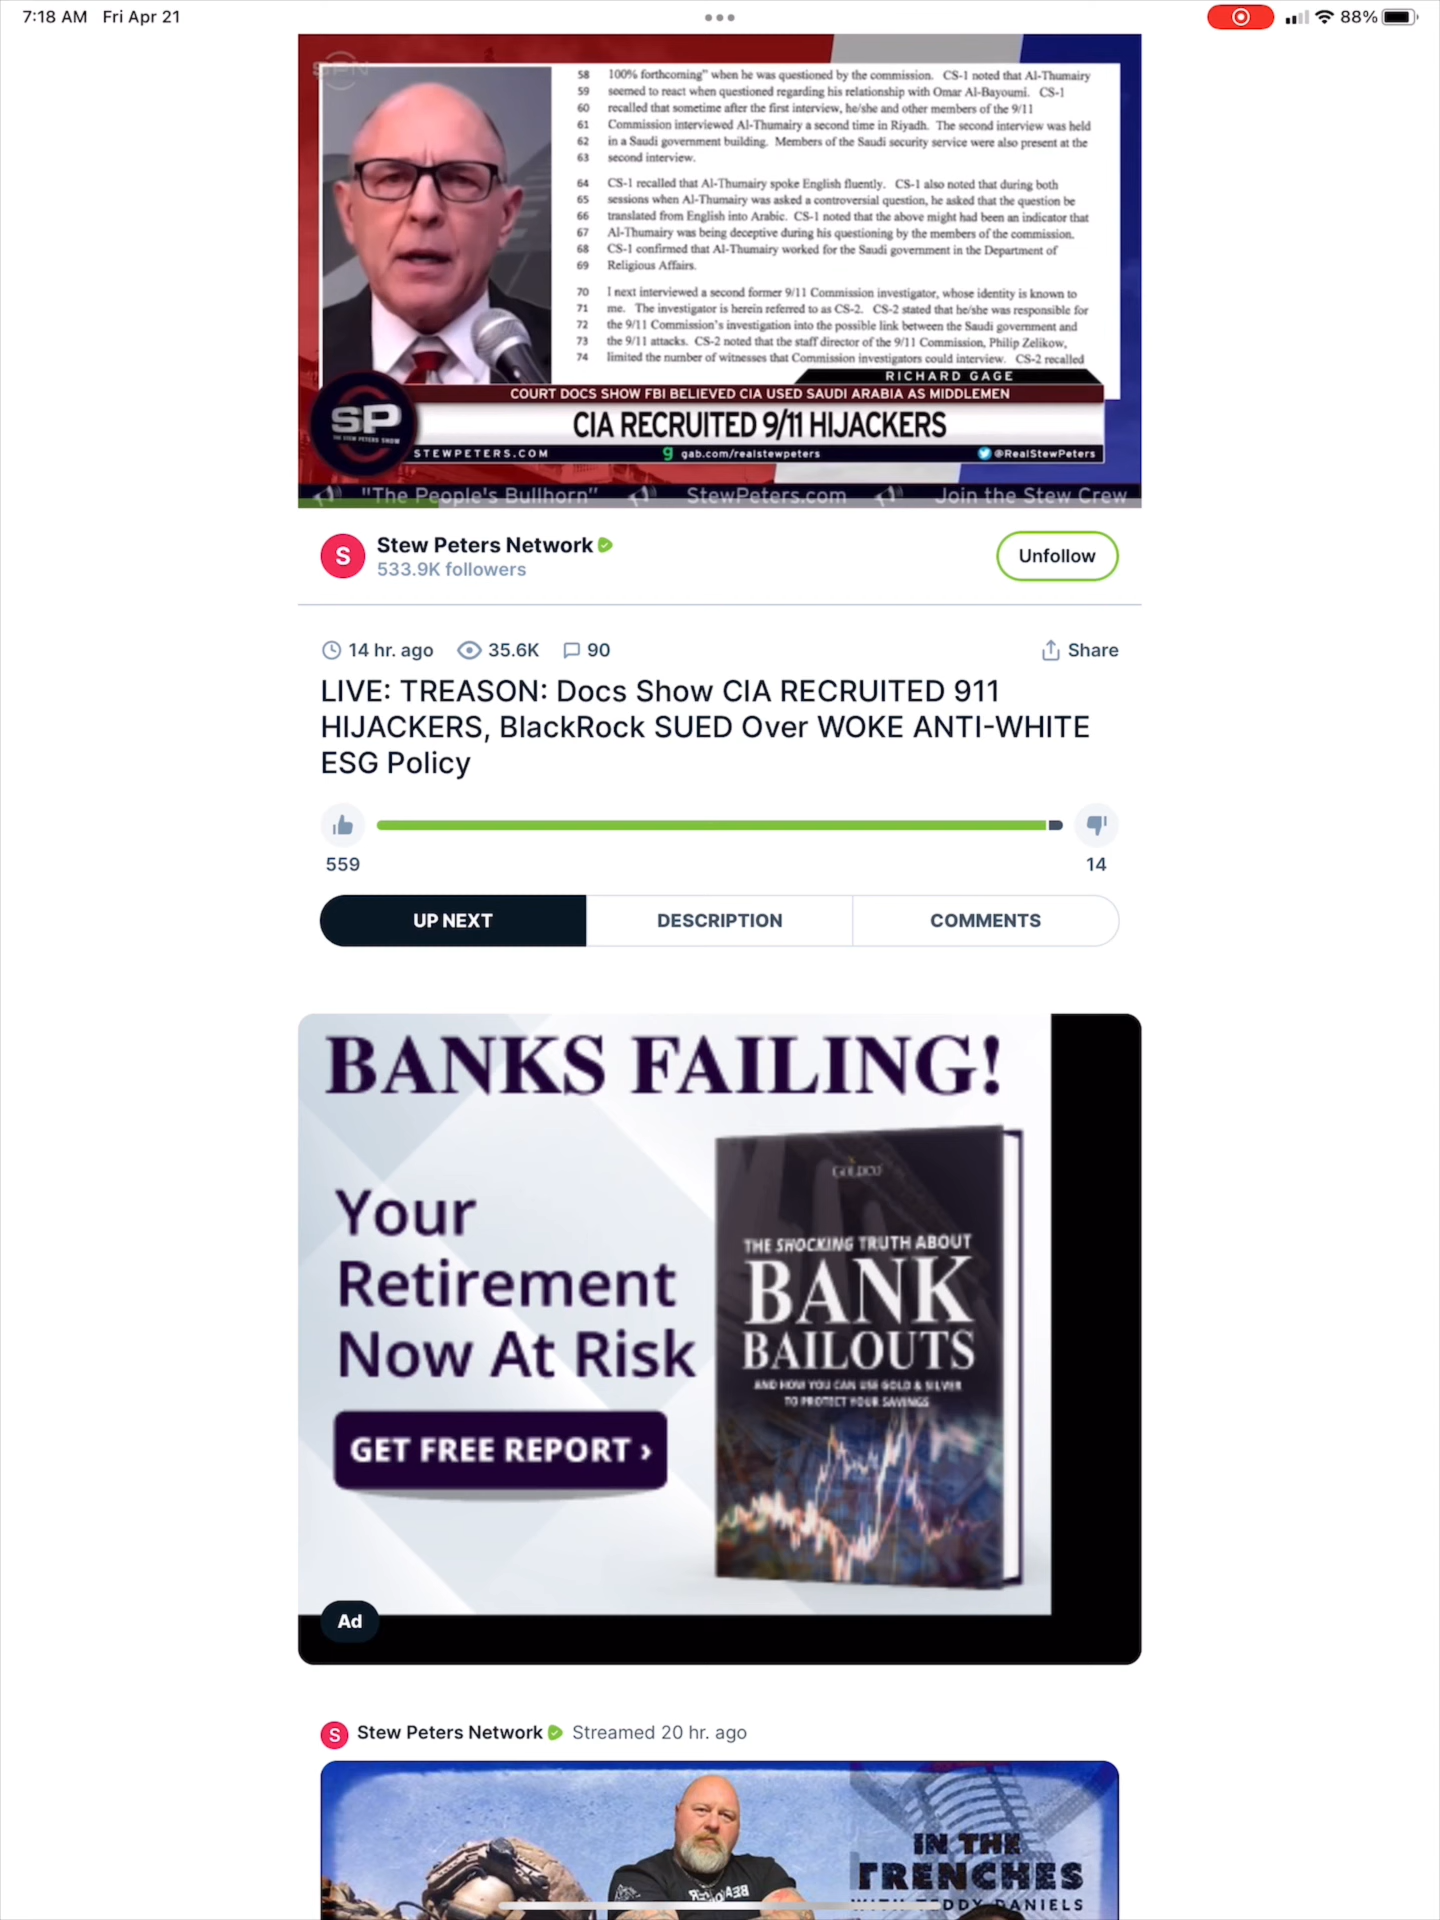 7:18 AM Fri Apr 21
88%
SPN
58 100% forthcoming" when he was questioned by the commission. CS-1 noted that Al-Thumairy
59 seemed to react when questioned regarding his relationship with Omar Al-Bayoumi. CS-1
60 recalled that sometime after the first interview, he/she and other members of the 9/11
61 Commission interviewed Al-Thumairy a second time in Riyadh. The second interview was held
62 in a Saudi government building. Members of the Saudi security service were also present at the
63 second interview.
64 CS-1 recalled that Al-Thumairy spoke English fluently. CS-1 also noted that during both
65 sessions when Al-Thumairy was asked a controversial question, he asked that the question be
66 translated from English into Arabic. CS-1 noted that the above might had been an indicator that
67 Al-Thumairy was being deceptive during his questioning by the members of the commission.
68 CS-1 confirmed that Al-Thumairy worked for the Saudi government in the Department of
69 Religious Affairs.
70 I next interviewed a second former 9/11 Commission investigator, whose identity is known to
71 me. The investigator is herein referred to as CS-2. CS-2 stated that he/she was responsible for
72 the 9/11 Commission's investigation into the possible link between the Saudi government and
73 the 9/11 attacks. CS-2 noted that the staff director of the 9/11 Commission, Philip Zelikow,
74 limited the number of witnesses that Commission investigators could interview. CS-2 recalled
RICHARD GAGE
COURT DOCS SHOW FBI BELIEVED CIA USED SAUDI ARABIA AS MIDDLEMEN
SP
THE STEW PETERS SHOW
CIA RECRUITED 9/11 HIJACKERS
STEWPETERS.COM g gab.com/realstewpeters @RealStewPeters
"The People's Bullhorn" StewPeters.com Join the Stew Crew
S
Stew Peters Network
533.9K followers
Unfollow
14 hr. ago 35.6K 90 Share
LIVE: TREASON: Docs Show CIA RECRUITED 911
HIJACKERS, BlackRock SUED Over WOKE ANTI-WHITE
ESG Policy
559 14
UP NEXT DESCRIPTION COMMENTS
BANKS FAILING!
Your
Retirement
Now At Risk
GET FREE REPORT ›
GOLDCO
THE SHOCKING TRUTH ABOUT
BANK
BAILOUTS
AND HOW YOU CAN USE GOLD & SILVER
TO PROTECT YOUR SAVINGS
Ad
S Stew Peters Network Streamed 20 hr. ago
IN THE
TRENCHES
DANIELS